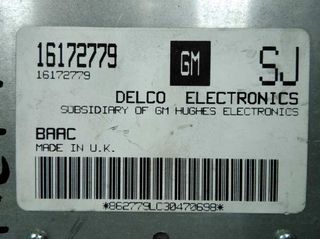 16172779 GM SJ
16172779
DELCO ELECTRONICS
SUBSIDIARY OF GM HUGHES ELECTRONICS
BAAC
MADE IN U.K.
*862779LC30470698*